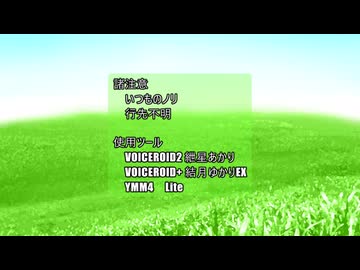 諸注意
いつものノリ
行先不明
使用ツール
VOICEROID2 紲星あかり
VOICEROID+ 結月ゆかりEX
YMM4 Lite